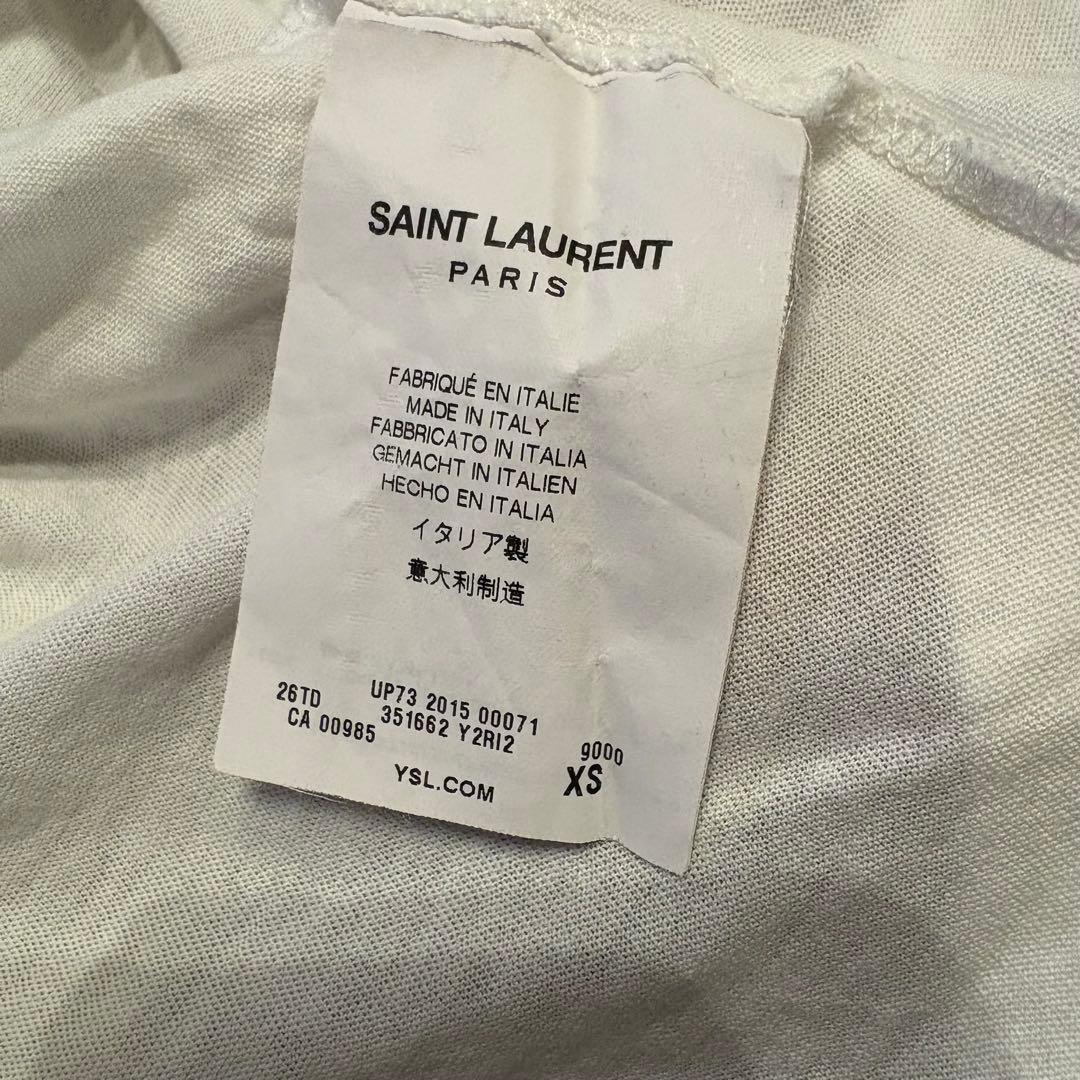 SAINT LAURENT
PARIS
FABRIQUÉ EN ITALIE
MADE IN ITALY
FABBRICATO IN ITALIA
GEMACHT IN ITALIEN
HECHO EN ITALIA
イタリア製
意大利制造
26TD UP73 2015 00071
CA 00985 351662 Y2RI2 9000
YSL.COM XS